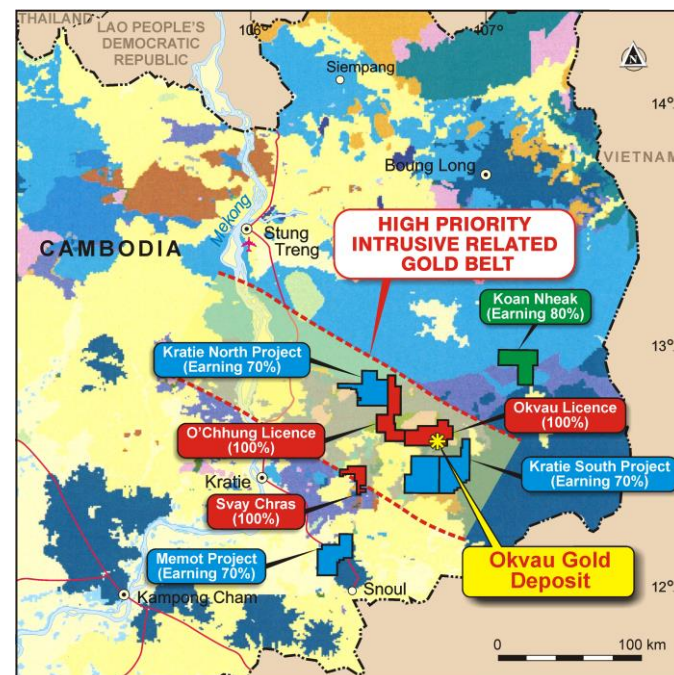 THAILAND
LAO PEOPLE'S
DEMOCRATIC
REPUBLIC
106°
107°
N
Siempang
14°
VIETNAM
Boung Long
Mekong
Stung
Treng
CAMBODIA
HIGH PRIORITY
INTRUSIVE RELATED
GOLD BELT
Koan Nheak
(Earning 80%)
13°
Kratie North Project
(Earning 70%)
Okvau Licence
(100%)
O'Chhung Licence
(100%)
Kratie South Project
(Earning 70%)
Kratie
Svay Chras
(100%)
Memot Project
(Earning 70%)
Okvau Gold
Deposit
Snoul
12°
Kampong Cham
0
100 km